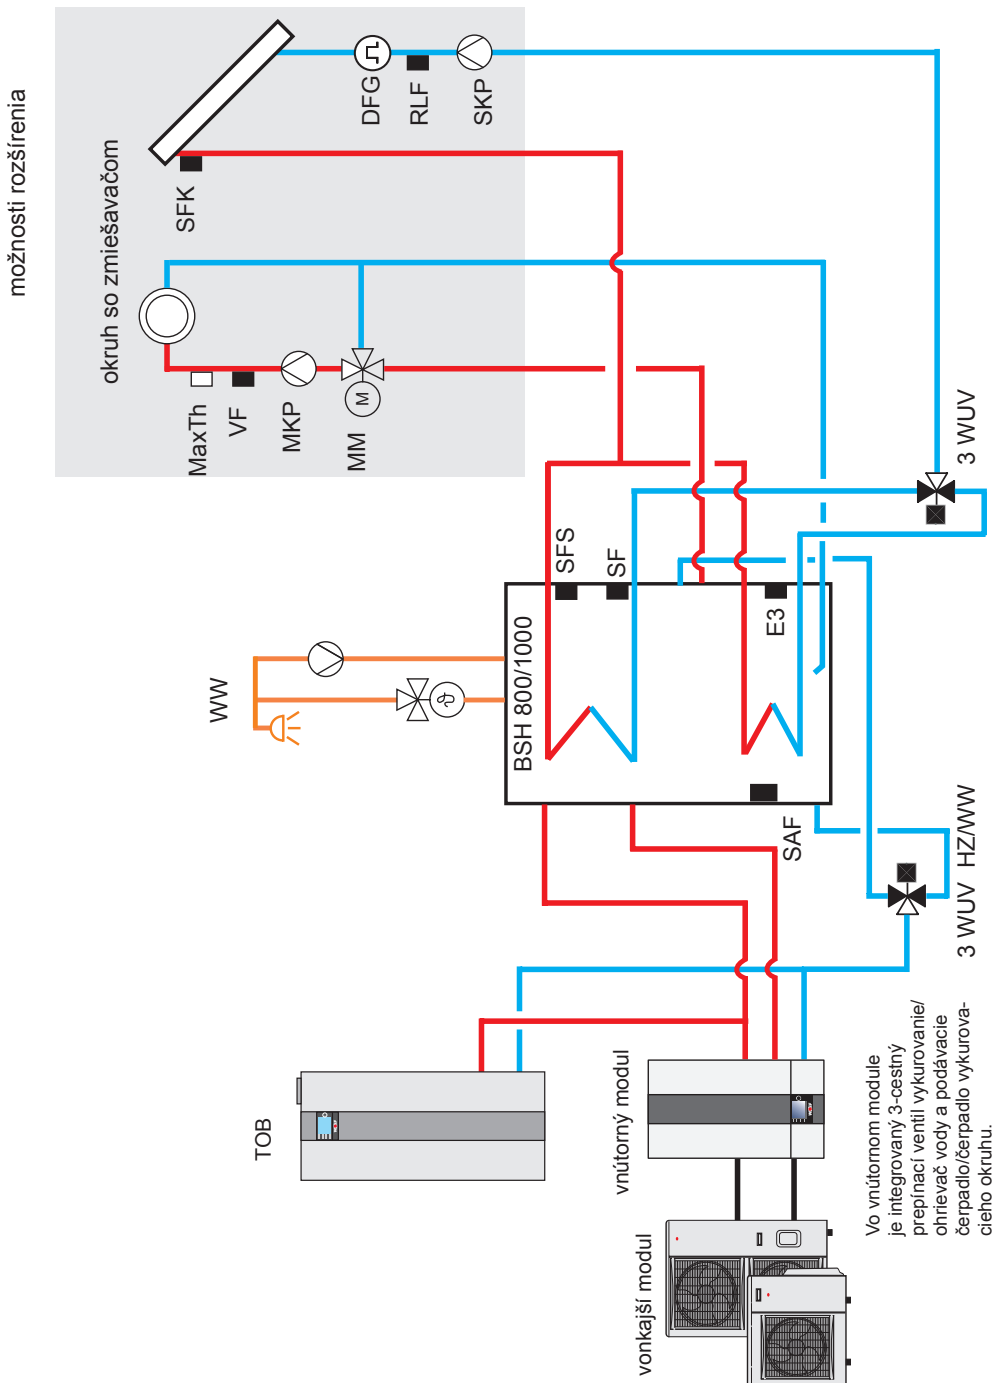 možnosti rozšírenia
okruh so zmiešavačom
SFK
DFG
RLF
SKP
MaxTh
VF
MKP
MM
M
3 WUV
WW
BSH 800/1000
SFS
SF
E3
SAF
3 WUV HZ/WW
TOB
vnútorný modul
vonkajší modul
Vo vnútornom module
je integrovaný 3-cestný
prepínací ventil vykurovanie/
ohrievač vody a podávacie
čerpadlo/čerpadlo vykurova-
cieho okruhu.